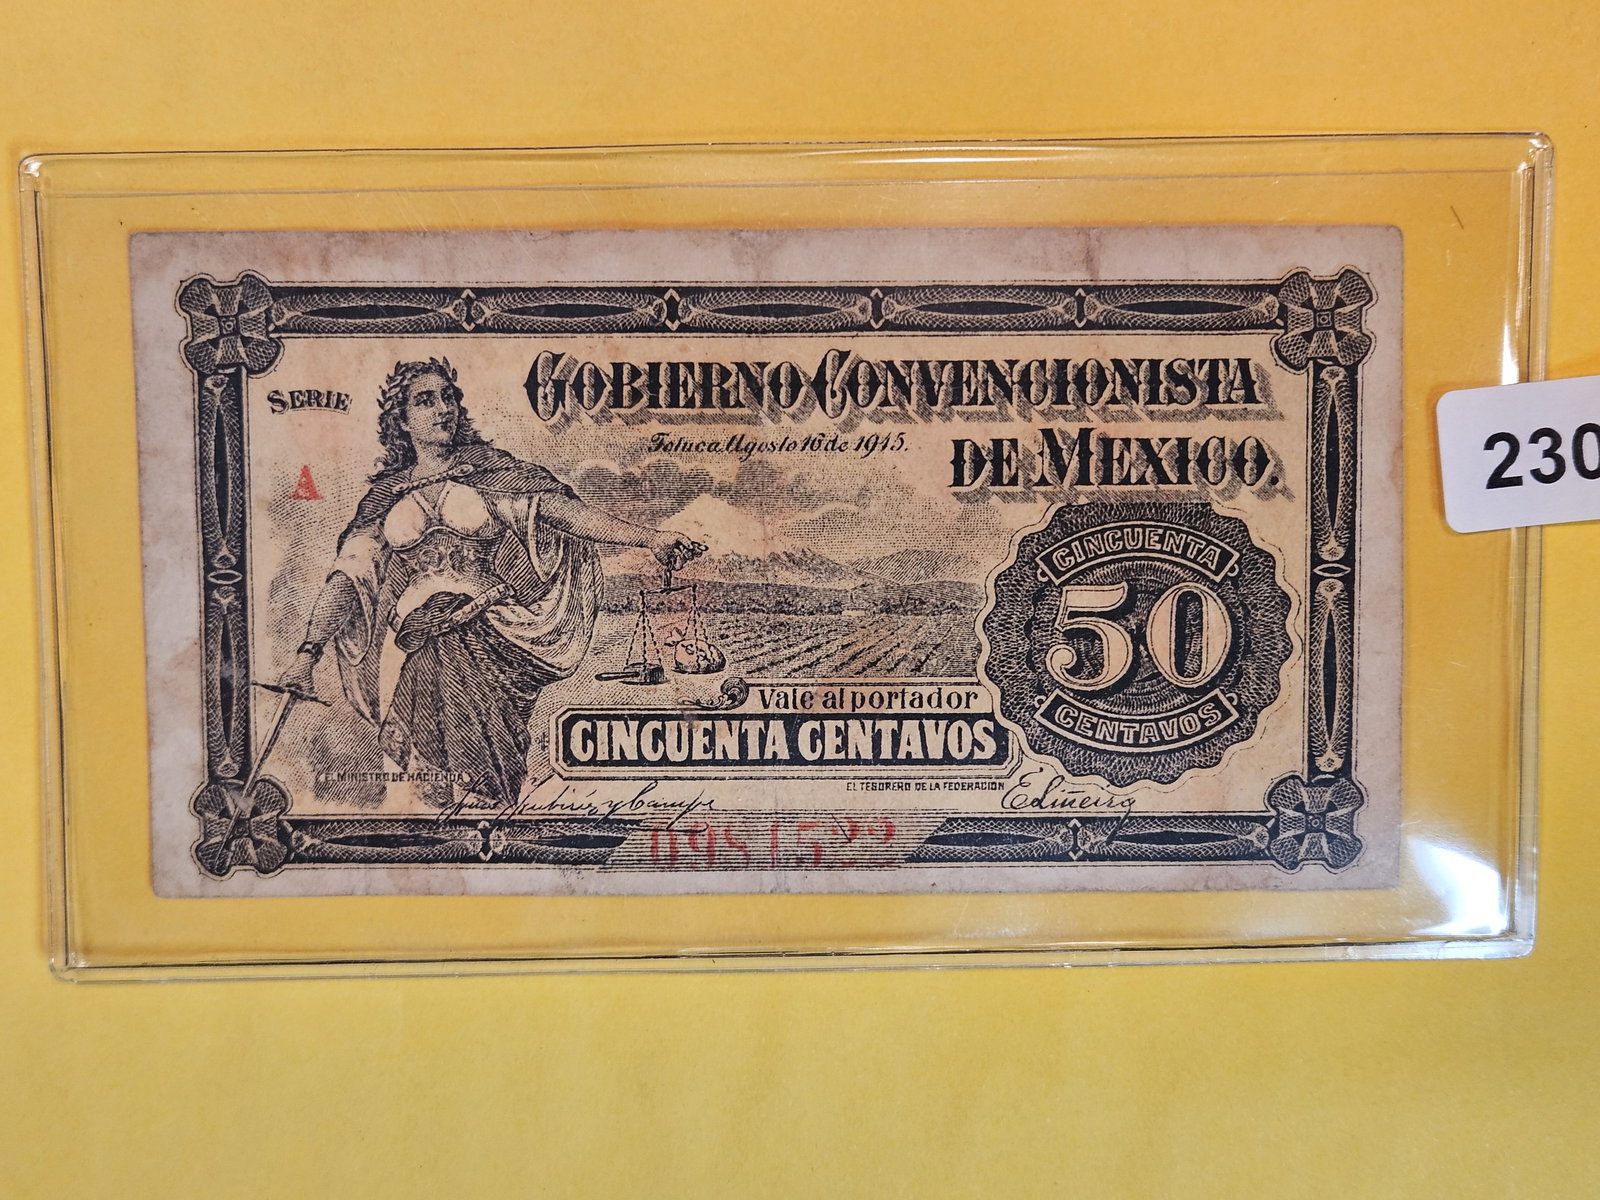 GOBIERNO CONVENCIONISTA
DE MEXICO.
Toluca Agosto 16 de 1915.
SERIE
A
CINCUENTA
50
CENTAVOS
Vale al portador
CINCUENTA CENTAVOS
EL MINISTRO DE HACIENDA
EL TESORERO DE LA FEDERACION
230